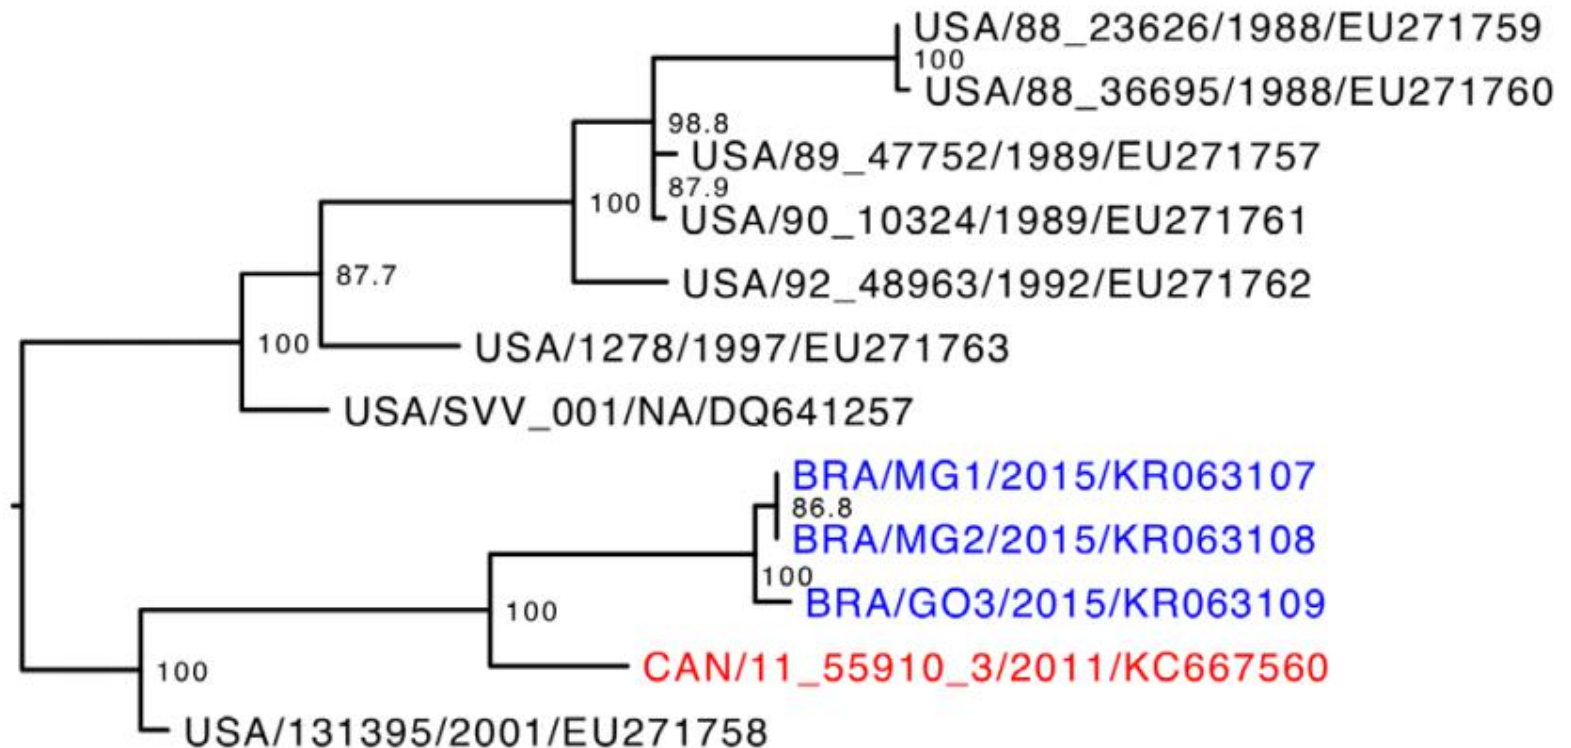 USA/88_23626/1988/EU271759
100
USA/88_36695/1988/EU271760
98.8
USA/89_47752/1989/EU271757
87.9
100
USA/90_10324/1989/EU271761
87.7
USA/92_48963/1992/EU271762
100
USA/1278/1997/EU271763
USA/SVV_001/NA/DQ641257
BRA/MG1/2015/KR063107
86.8
BRA/MG2/2015/KR063108
100
BRA/GO3/2015/KR063109
100
CAN/11_55910_3/2011/KC667560
100
USA/131395/2001/EU271758